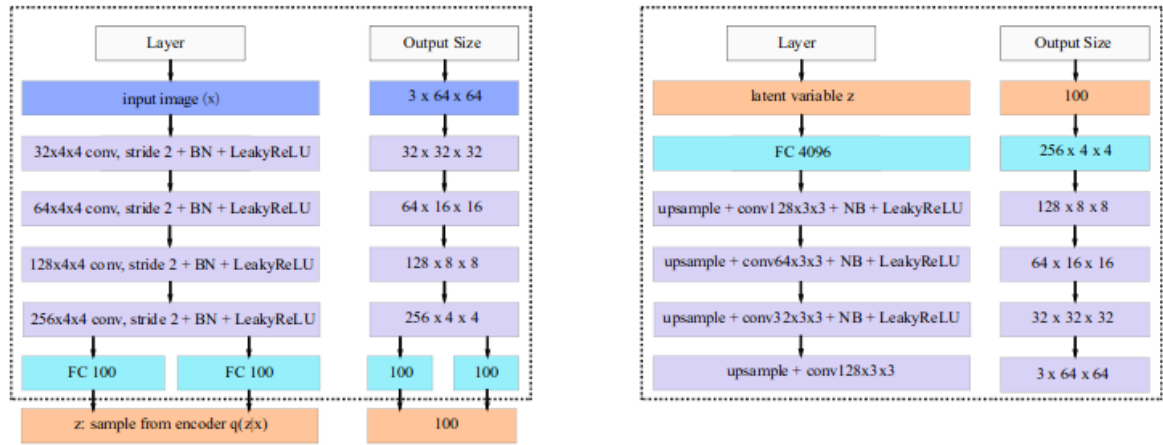 Layer
Output Size
input image (x)
3 x 64 x 64
32x4x4 conv, stride 2 + BN + LeakyReLU
32 x 32 x 32
64x4x4 conv, stride 2 + BN + LeakyReLU
64 x 16 x 16
128x4x4 conv, stride 2 + BN + LeakyReLU
128 x 8 x 8
256x4x4 conv, stride 2 + BN + LeakyReLU
256 x 4 x 4
FC 100
FC 100
100
100
z: sample from encoder q(z|x)
100
Layer
Output Size
latent variable z
100
FC 4096
256 x 4 x 4
upsample + conv128x3x3 + NB + LeakyReLU
128 x 8 x 8
upsample + conv64x3x3 + NB + LeakyReLU
64 x 16 x 16
upsample + conv32x3x3 + NB + LeakyReLU
32 x 32 x 32
upsample + conv128x3x3
3 x 64 x 64